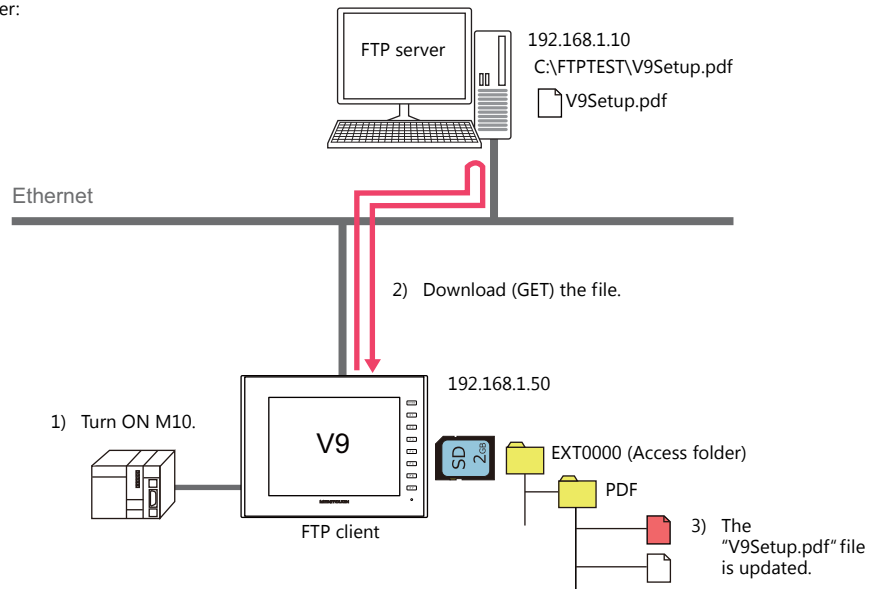 er:
FTP server
192.168.1.10
C:\FTPTEST\V9Setup.pdf
V9Setup.pdf
Ethernet
2) Download (GET) the file.
192.168.1.50
1) Turn ON M10.
V9
SD
2GB
EXT0000 (Access folder)
PDF
FTP client
3) The
"V9Setup.pdf" file
is updated.